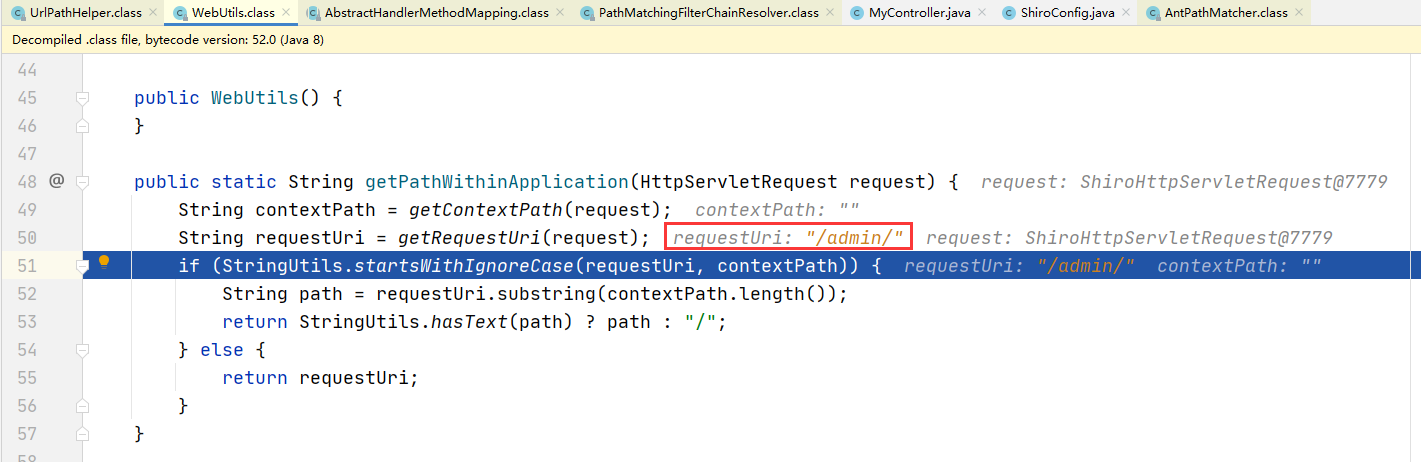 UrlPathHelper.class WebUtils.class AbstractHandlerMethodMapping.class PathMatchingFilterChainResolver.class MyController.java ShiroConfig.java AntPathMatcher.class
Decompiled .class file, bytecode version: 52.0 (Java 8)
44
45 public WebUtils() {
46 }
47
48 @ public static String getPathWithinApplication(HttpServletRequest request) { request: ShiroHttpServletRequest@7779
49 String contextPath = getContextPath(request); contextPath: ""
50 String requestUri = getRequestUri(request); requestUri: "/admin/" request: ShiroHttpServletRequest@7779
51 if (StringUtils.startsWithIgnoreCase(requestUri, contextPath)) { requestUri: "/admin/" contextPath: ""
52 String path = requestUri.substring(contextPath.length());
53 return StringUtils.hasText(path) ? path : "/";
54 } else {
55 return requestUri;
56 }
57 }
58